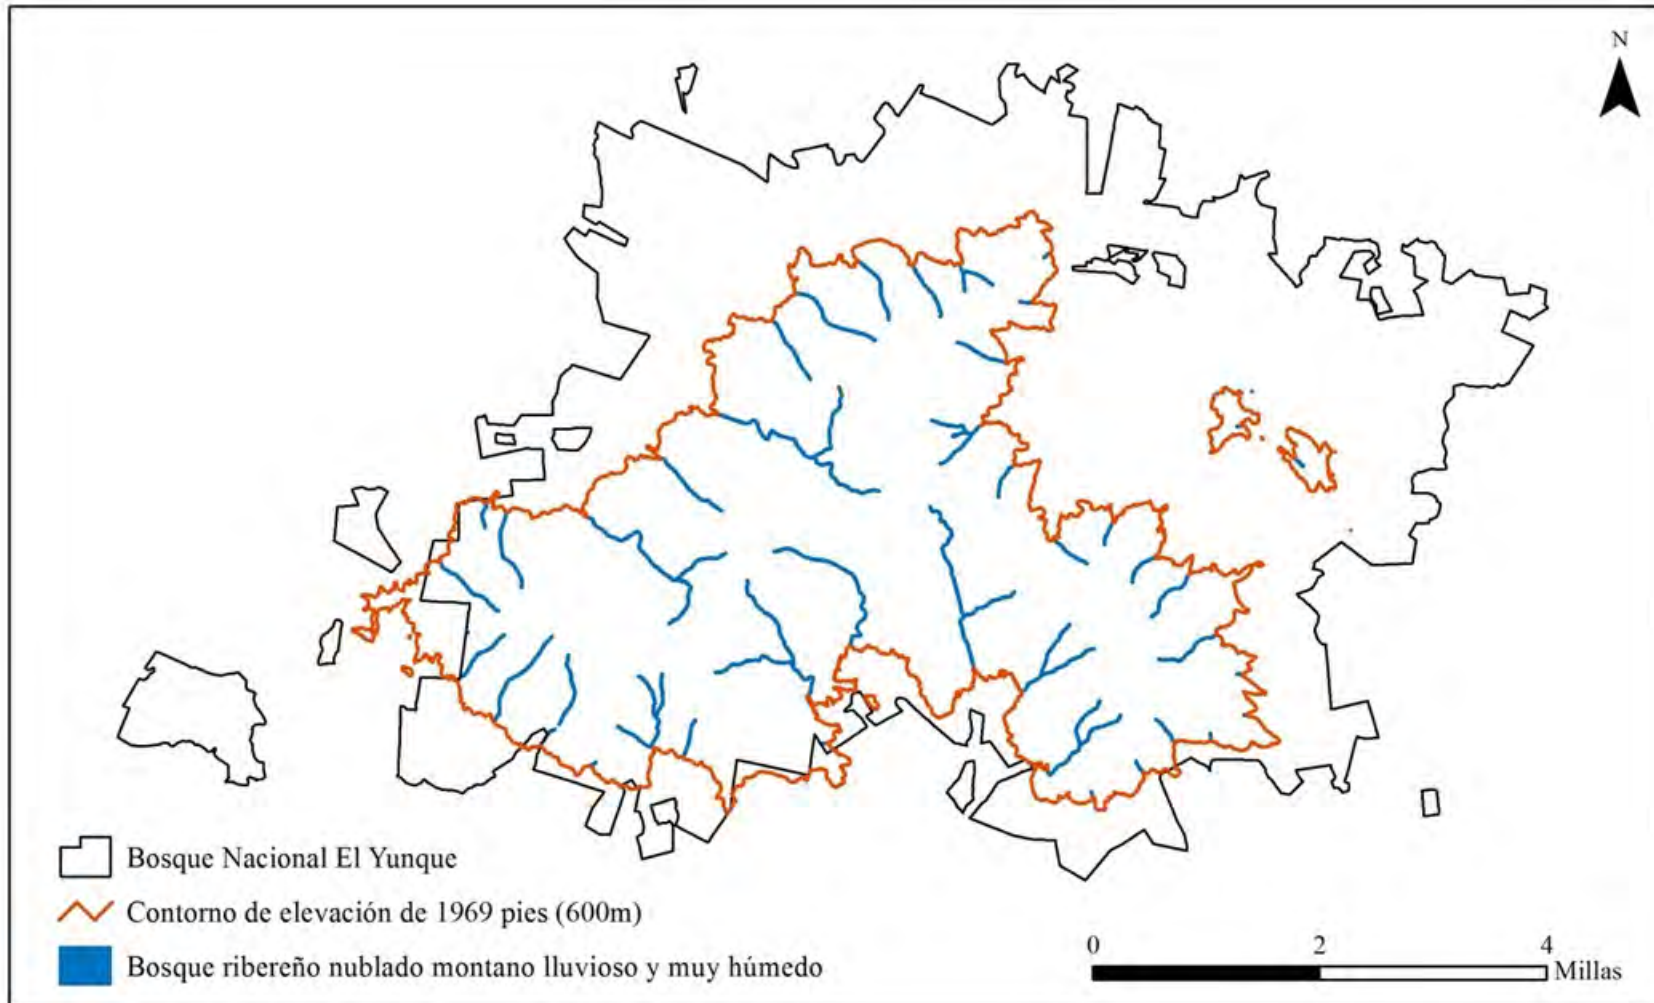 N
Bosque Nacional El Yunque
Contorno de elevación de 1969 pies (600m)
Bosque ribereño nublado montano lluvioso y muy húmedo
0 2 4
Millas